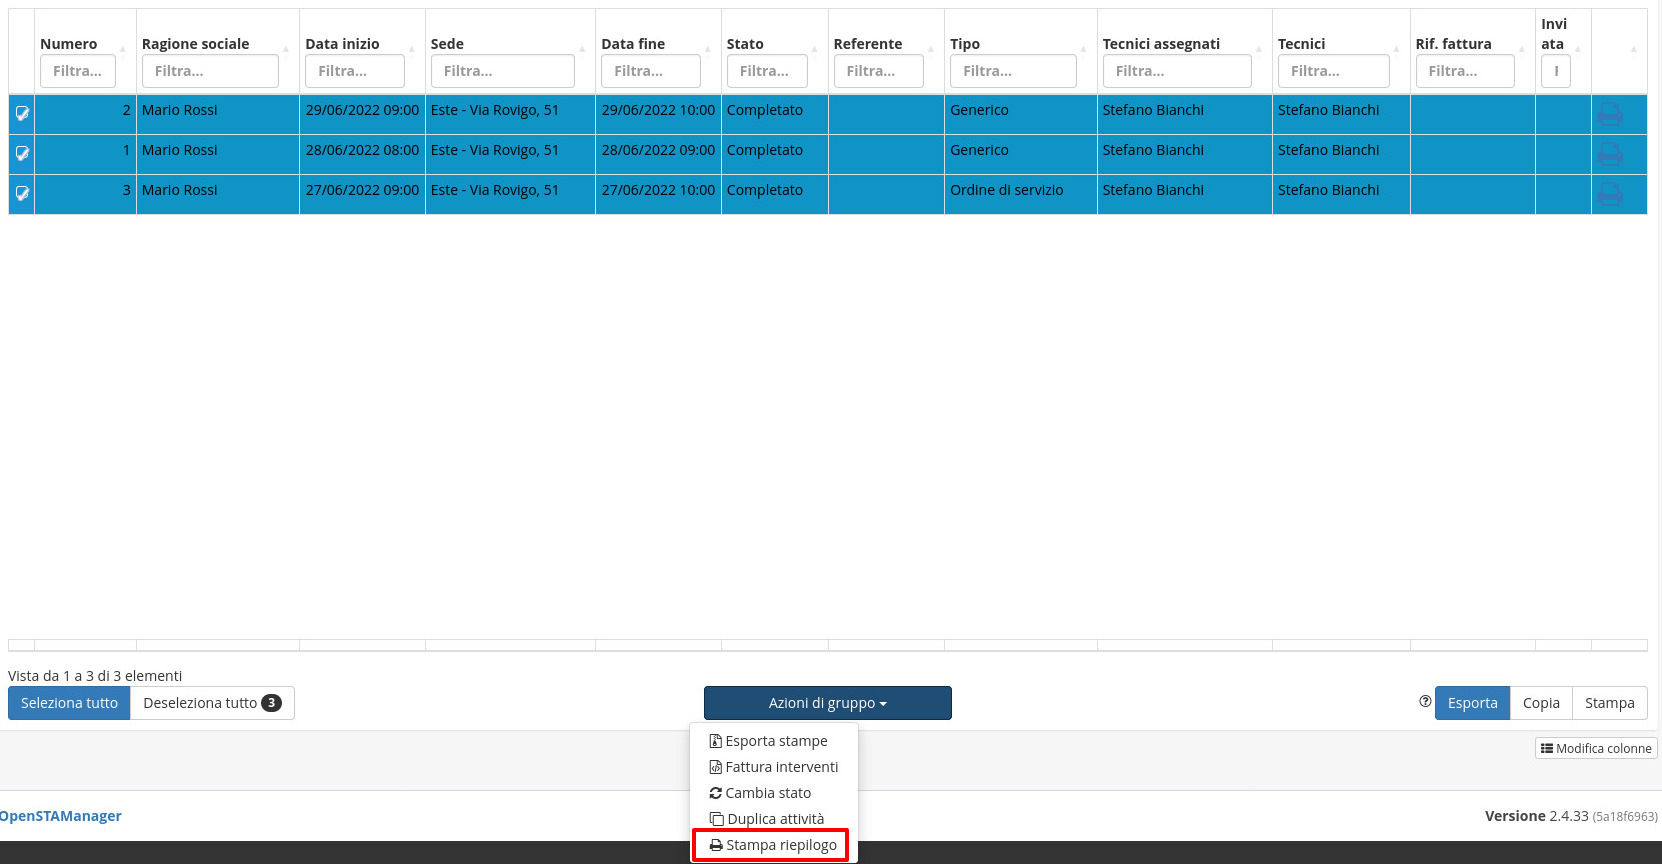 Numero Ragione sociale Data inizio Sede Data fine Stato Referente Tipo Tecnici assegnati Tecnici Rif. fattura Invi
ata
Filtra... Filtra... Filtra... Filtra... Filtra... Filtra... Filtra... Filtra... Filtra... Filtra... Filtra...
2 Mario Rossi 29/06/2022 09:00 Este - Via Rovigo, 51 29/06/2022 10:00 Completato Generico Stefano Bianchi Stefano Bianchi
1 Mario Rossi 28/06/2022 08:00 Este - Via Rovigo, 51 28/06/2022 09:00 Completato Generico Stefano Bianchi Stefano Bianchi
3 Mario Rossi 27/06/2022 09:00 Este - Via Rovigo, 51 27/06/2022 10:00 Completato Ordine di servizio Stefano Bianchi Stefano Bianchi
Vista da 1 a 3 di 3 elementi
Seleziona tutto Deseleziona tutto 3 Azioni di gruppo Esporta Copia Stampa
Esporta stampe
Fattura interventi
Cambia stato
Duplica attività
Stampa riepilogo
Modifica colonne
OpenSTAManager Versione 2.4.33 (5a18f6963)